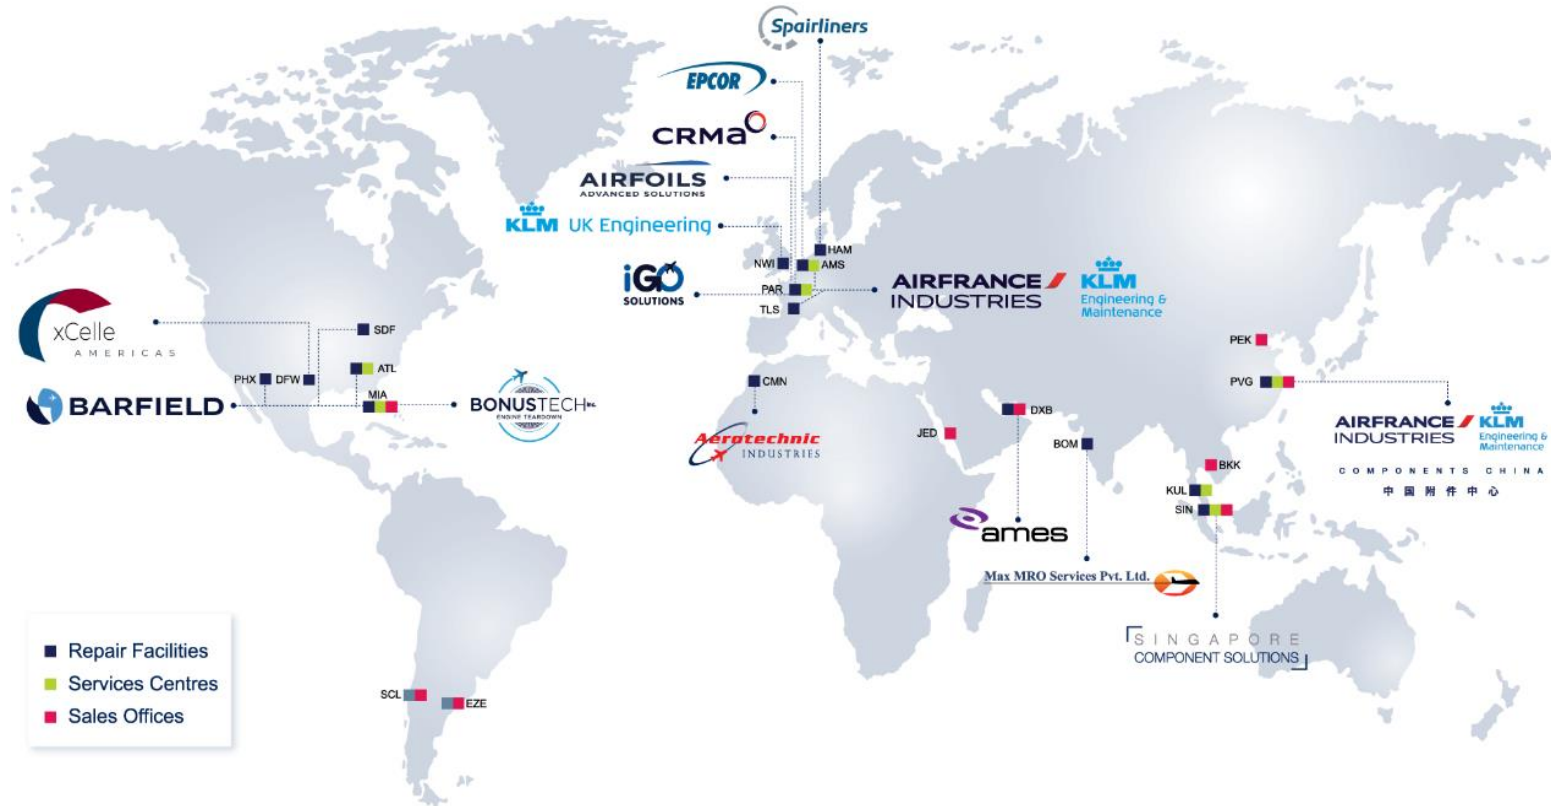 Spairliners
EPCOR
CRMa
AIRFOILS
ADVANCED SOLUTIONS
KLM UK Engineering
HAM
NWI
AMS
iGO
SOLUTIONS
PAR
TLS
AIRFRANCE
INDUSTRIES
KLM
Engineering &
Maintenance
xCelle
AMERICAS
SDF
PHX
DFW
ATL
MIA
BARFIELD
BONUSTECH INC.
ENGINE TEARDOWN
CMN
Aerotechnic
INDUSTRIES
JED
DXB
BOM
PEK
PVG
BKK
KUL
SIN
AIRFRANCE
INDUSTRIES
KLM
Engineering &
Maintenance
COMPONENTS CHINA
中国附件中心
ames
Max MRO Services Pvt. Ltd.
SINGAPORE
COMPONENT SOLUTIONS
Repair Facilities
Services Centres
Sales Offices
SCL
EZE